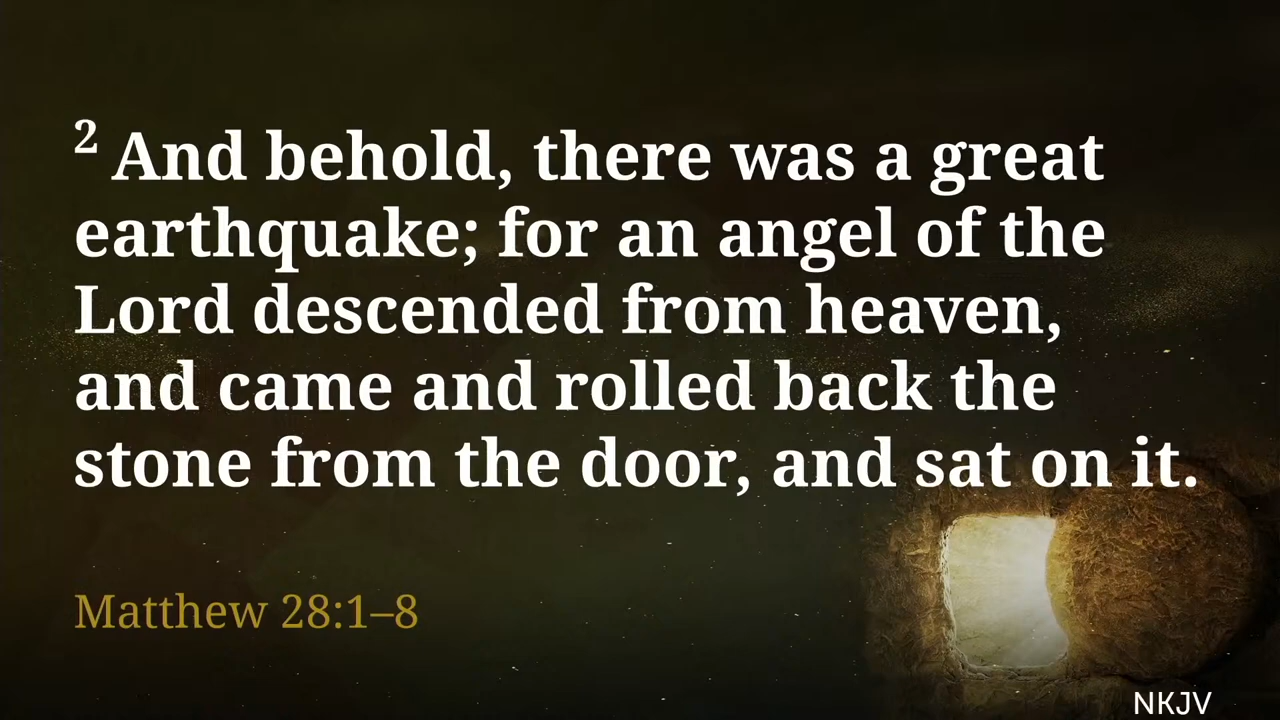 2 And behold, there was a great
earthquake; for an angel of the
Lord descended from heaven,
and came and rolled back the
stone from the door, and sat on it.
Matthew 28:1–8
NKJV